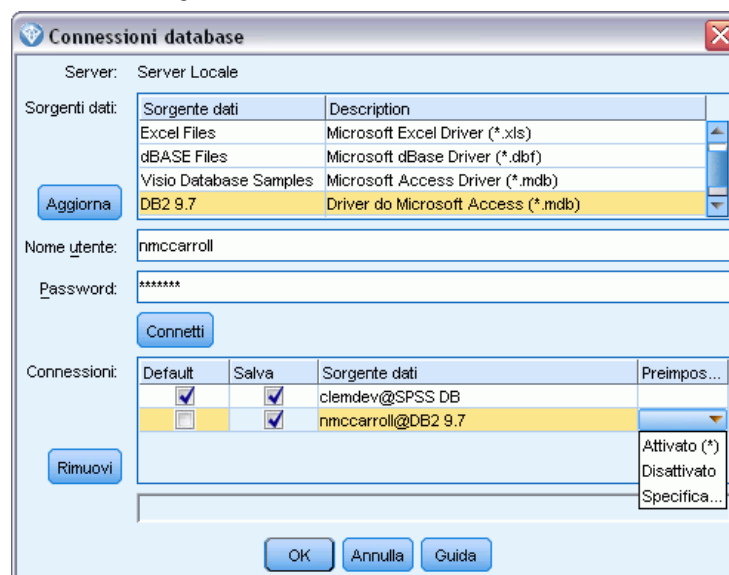 Connessioni database
Server: Server Locale
Sorgenti dati: Sorgente dati Description
Excel Files Microsoft Excel Driver (*.xls)
dBASE Files Microsoft dBase Driver (*.dbf)
Visio Database Samples Microsoft Access Driver (*.mdb)
Aggiorna DB2 9.7 Driver do Microsoft Access (*.mdb)
Nome utente: nmccarroll
Password: *******
Connetti
Connessioni: Default Salva Sorgente dati Preimpos...
clemdev@SPSS DB
nmccarroll@DB2 9.7
Attivato (*)
Rimuovi Disattivato
Specifica...
OK Annulla Guida